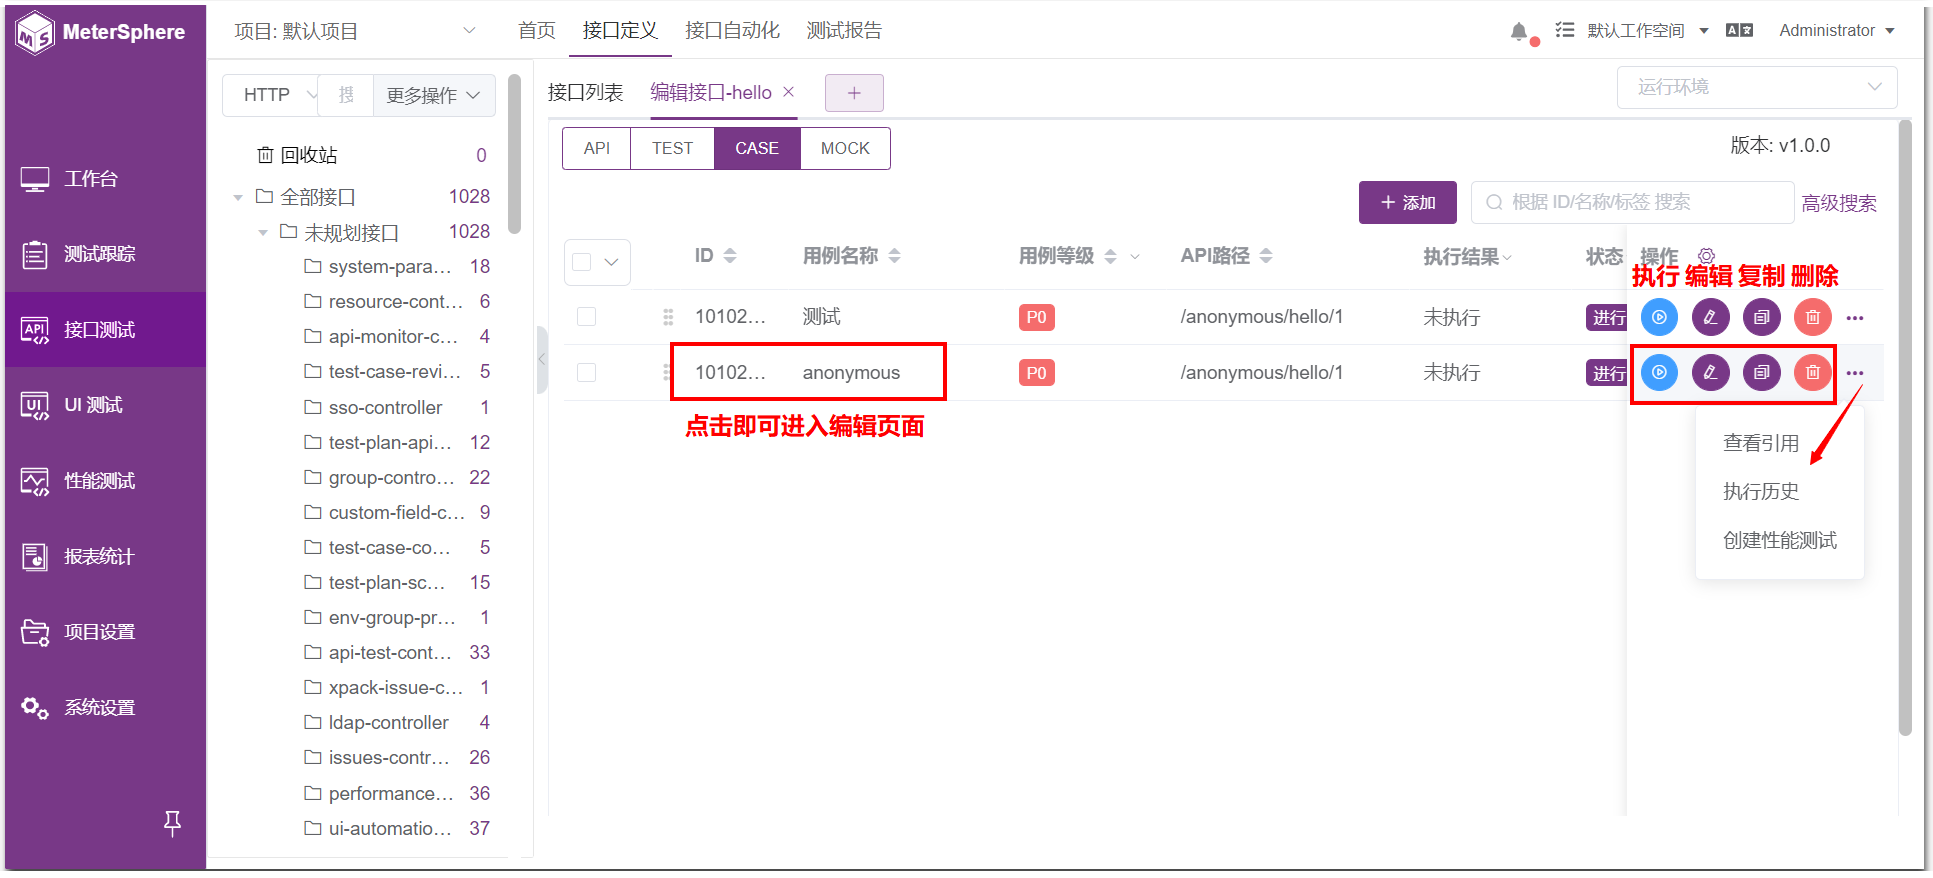 MeterSphere
项目: 默认项目
首页
接口定义
接口自动化
测试报告
默认工作空间
Administrator
工作台
测试跟踪
接口测试
UI 测试
性能测试
报表统计
项目设置
系统设置
HTTP
更多操作
回收站 0
全部接口 1028
未规划接口 1028
system-para... 18
resource-cont... 6
api-monitor-c... 4
test-case-revi... 5
sso-controller 1
test-plan-api... 12
group-contro... 22
custom-field-c... 9
test-case-co... 5
test-plan-sc... 15
env-group-pr... 1
api-test-cont... 33
xpack-issue-c... 1
ldap-controller 4
issues-contr... 26
performance... 36
ui-automatio... 37
接口列表
编辑接口-hello
运行环境
API TEST CASE MOCK
版本: v1.0.0
添加
根据 ID/名称/标签 搜索
高级搜索
ID 用例名称 用例等级 API路径 执行结果 状态 操作
执行 编辑 复制 删除
10102... 测试 P0 /anonymous/hello/1 未执行 进行
10102... anonymous P0 /anonymous/hello/1 未执行 进行
点击即可进入编辑页面
查看引用
执行历史
创建性能测试